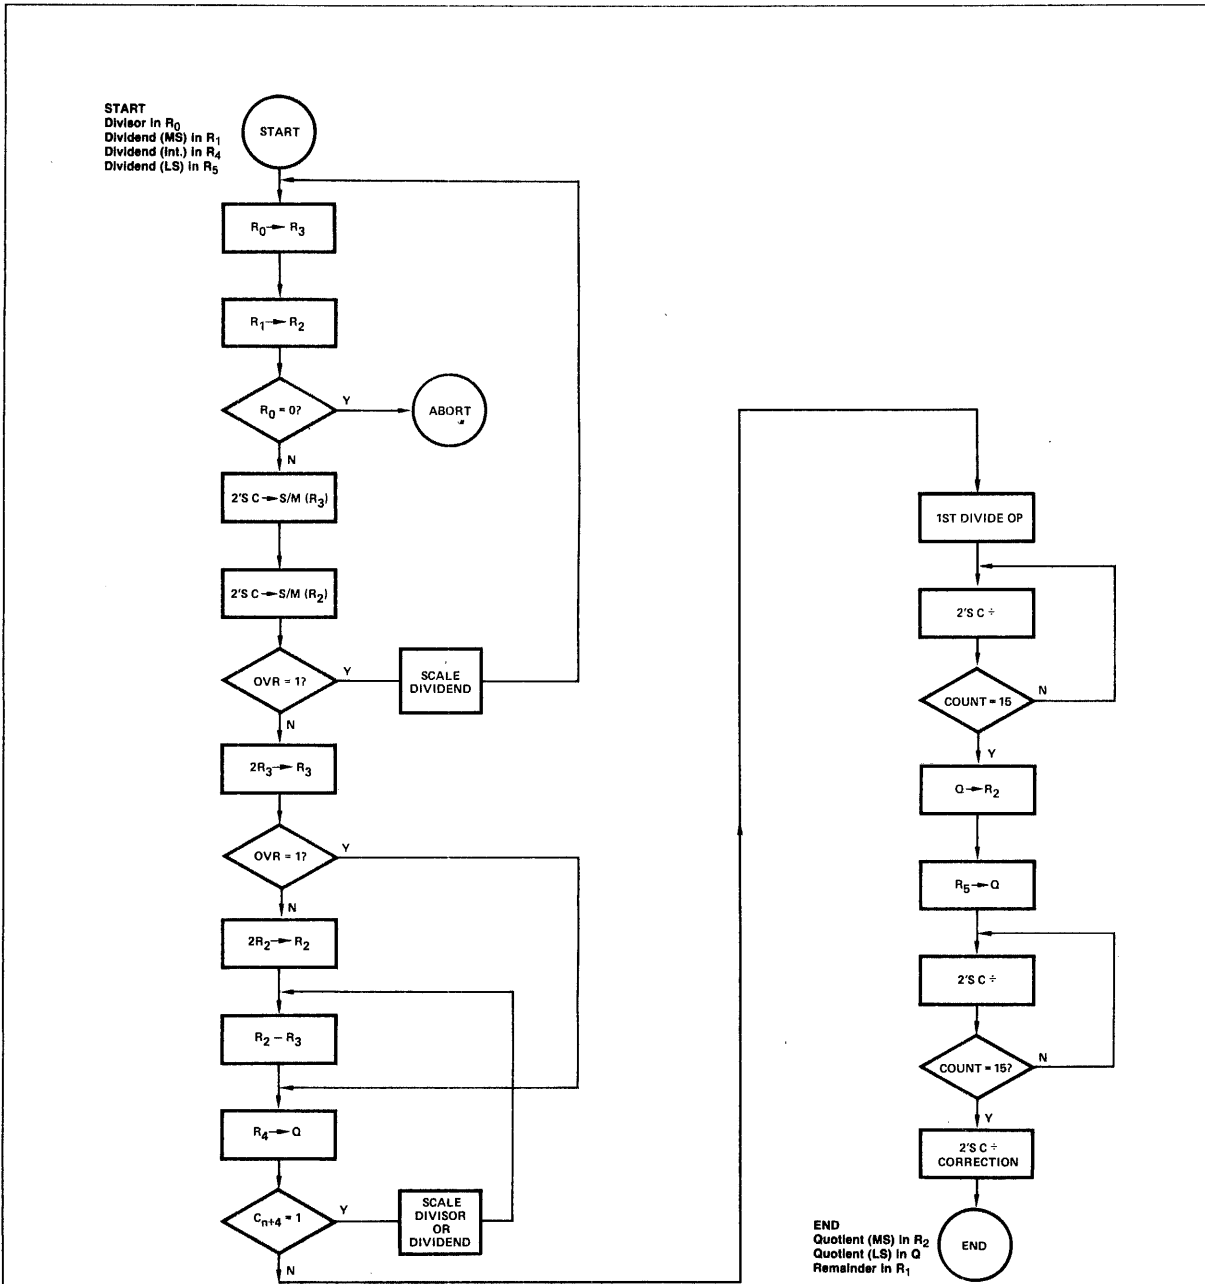 START
Divisor in R0
Dividend (MS) in R1
Dividend (Int.) in R4
Dividend (LS) in R5
START
R0 → R3
R1 → R2
R0 = 0?
Y
ABORT
N
2'S C → S/M (R3)
2'S C → S/M (R2)
OVR = 1?
Y
SCALE
DIVIDEND
N
2R3 → R3
OVR = 1?
Y
N
2R2 → R2
R2 – R3
R4 → Q
Cn+4 = 1
Y
SCALE
DIVISOR
OR
DIVIDEND
N
1ST DIVIDE OP
2'S C ÷
COUNT = 15
N
Y
Q → R2
R5 → Q
2'S C ÷
COUNT = 15?
N
Y
2'S C ÷
CORRECTION
END
END
Quotient (MS) in R2
Quotient (LS) in Q
Remainder in R1